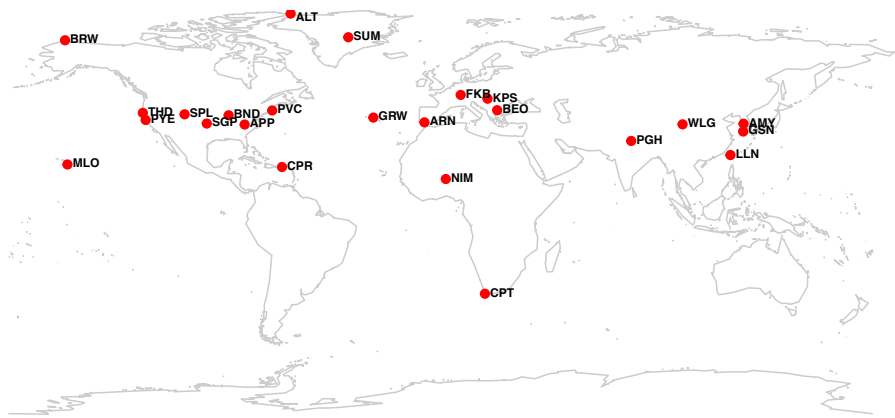 ALT
SUM
BRW
FKB
KPS
BEO
THD
PYE
SPL
SGP
BND
APP
PVC
GRW
ARN
WLG
AMY
GSN
PGH
LLN
MLO
CPR
NIM
CPT